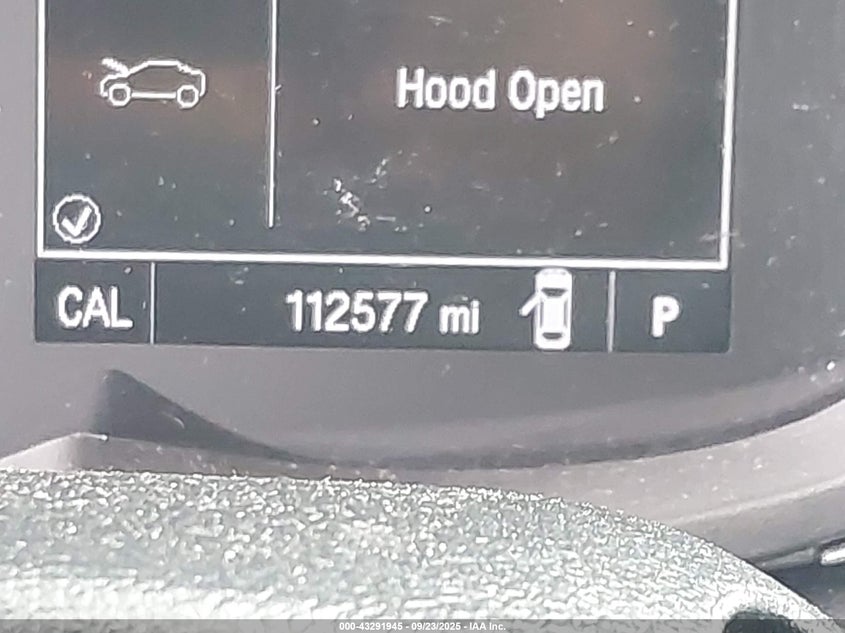 Hood Open
CAL 112577 mi P
000-43291945 - 09/23/2025 - IAA Inc.